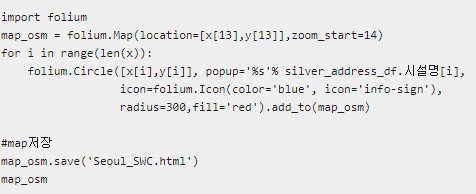 import folium
map_osm = folium.Map(location=[x[13],y[13]],zoom_start=14)
for i in range(len(x)):
    folium.Circle([x[i],y[i]], popup='%s'% silver_address_df.시설명[i],
                  icon=folium.Icon(color='blue', icon='info-sign'),
                  radius=300,fill='red').add_to(map_osm)

#map저장
map_osm.save('Seoul_SWC.html')
map_osm